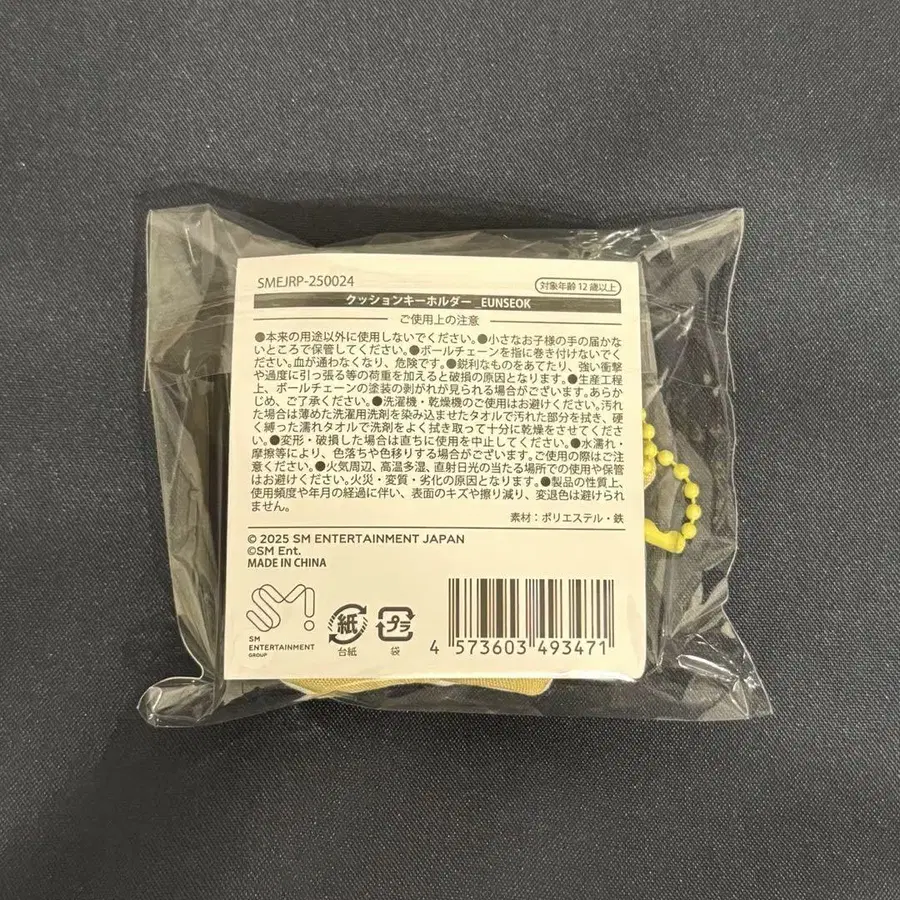 SMEJRP-250024
対象年齢12歳以上
クッションキーホルダー EUNSEOK
ご使用上の注意
●本来の用途以外に使用しないでください。●小さなお子様の手の届かな
いところで保管してください。●ボールチェーンを指に巻き付けないでく
ださい。血が通わなくなり、危険です。●鋭利なものをあてたり、強い衝撃
や過度に引っ張る等の荷重を加えると破損の原因となります。●生産工程
上、ボールチェーンの塗装の剥がれが見られる場合がございます。あらか
じめ、ご了承ください。●洗濯機・乾燥機のご使用はお避けください。汚れ
た場合は薄めた洗濯用洗剤を染み込ませたタオルで汚れた部分を拭き、硬
く縛った濡れタオルで洗剤をよく拭き取って十分に乾燥をさせてくださ
い。●変形・破損した場合は直ちに使用を中止してください。●水濡れ・
摩擦等により、色落ちや色移りする場合がございます。ご使用の際はご注
意ください。●火気周辺、高温多湿、直射日光の当たる場所での使用や保管
はお避けください。火災・変質・劣化の原因となります。●製品の性質上、
使用頻度や年月の経過に伴い、表面のキズや擦り減り、変退色は避けられ
ません。
素材：ポリエステル・鉄
© 2025 SM ENTERTAINMENT JAPAN
©SM Ent.
MADE IN CHINA
SM!
SM
ENTERTAINMENT
GROUP
紙
台紙
プラ
袋
4 573603 493471